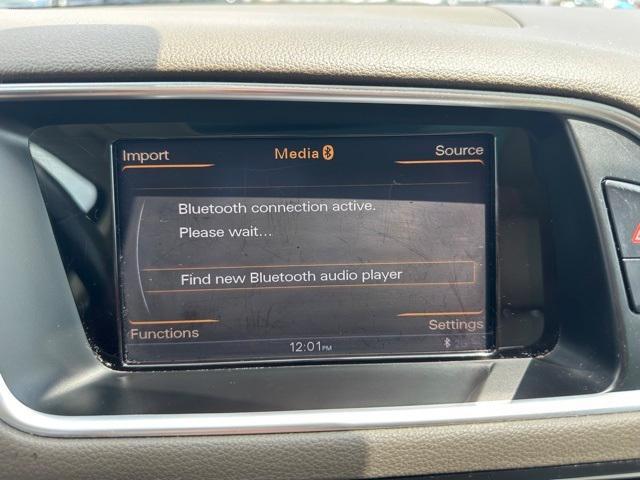 Import
Media
Source
Bluetooth connection active.
Please wait...
Find new Bluetooth audio player
Functions
Settings
12:01PM